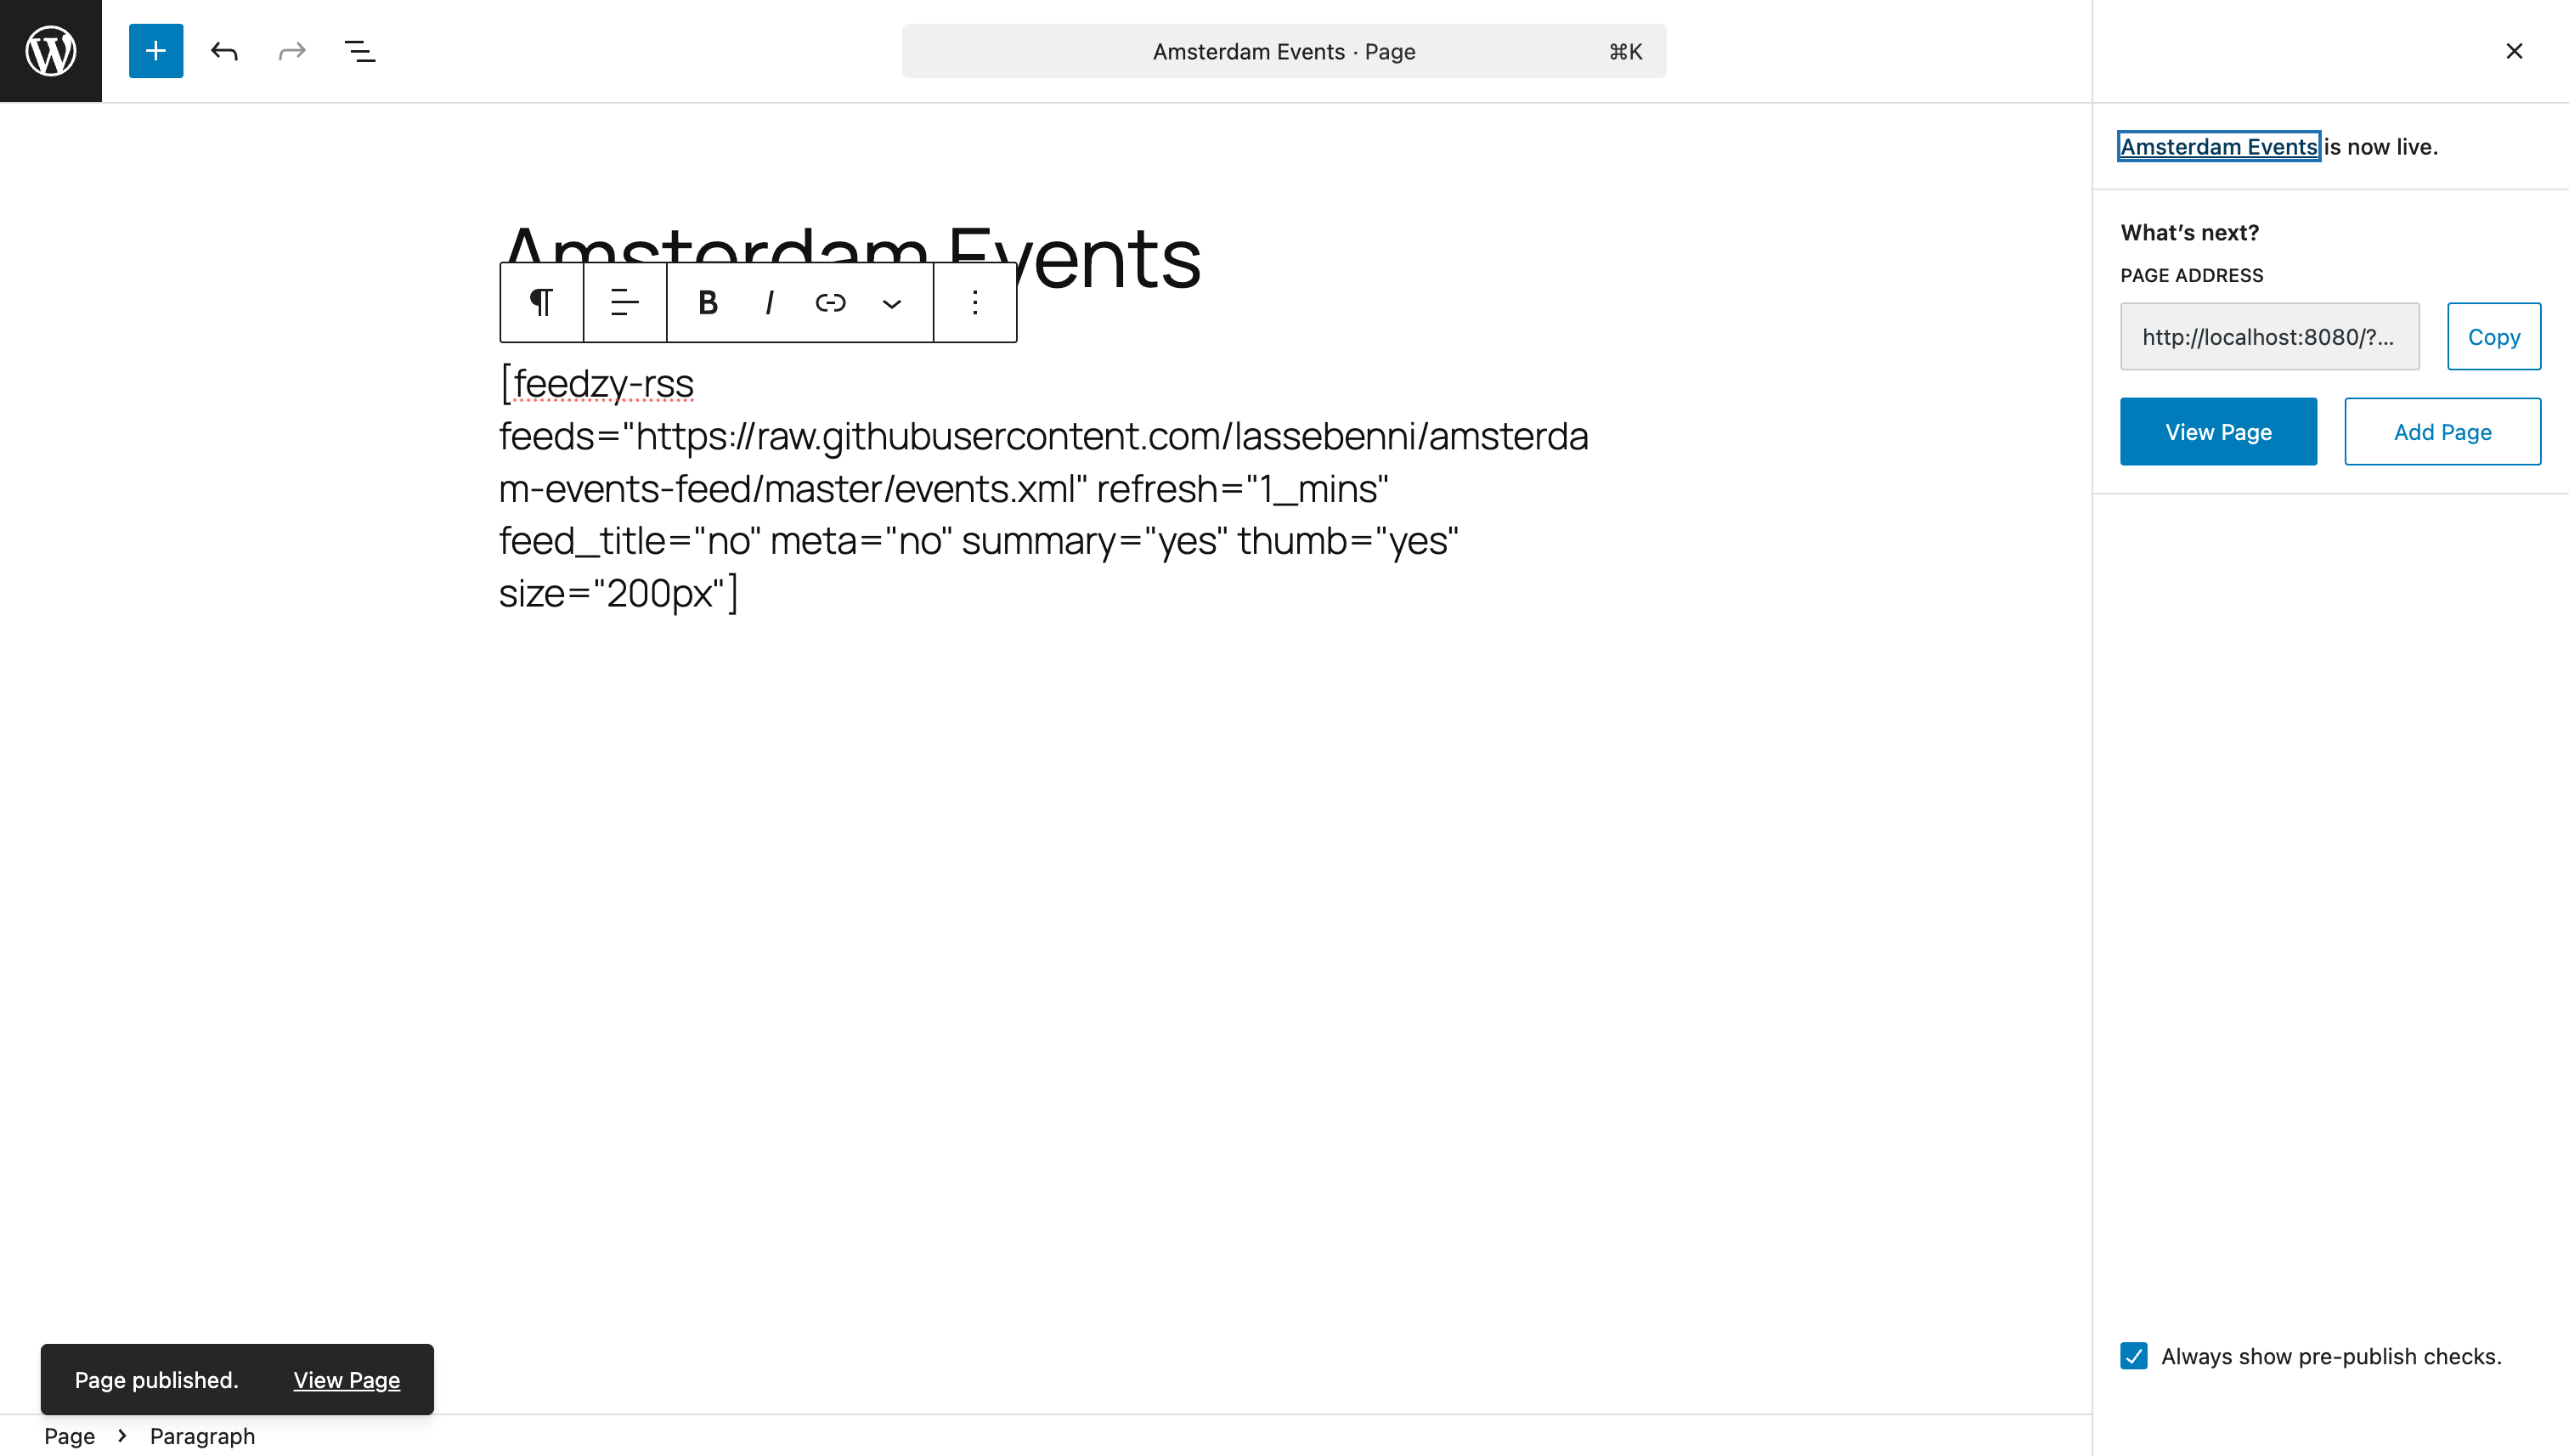 Amsterdam Events · Page ⌘K
Amsterdam Events is now live.
What's next?
PAGE ADDRESS
http://localhost:8080/?... Copy
View Page Add Page
Amsterdam Events
B I
[feedzy-rss
feeds="https://raw.githubusercontent.com/lassebenni/amsterda
m-events-feed/master/events.xml" refresh="1_mins"
feed_title="no" meta="no" summary="yes" thumb="yes"
size="200px"]
Always show pre-publish checks.
Page published. View Page
Page > Paragraph